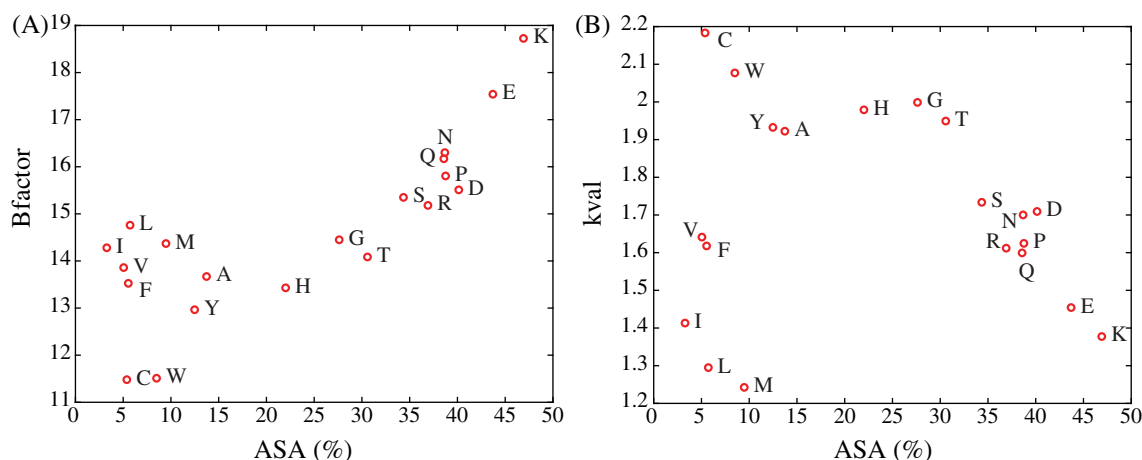 (A)
Bfactor
19
18
17
16
15
14
13
12
11
K
E
N
Q
P
S
R
D
L
I
M
G
T
V
A
F
H
Y
C
W
0 5 10 15 20 25 30 35 40 45 50
ASA (%)
(B)
kval
2.2
2.1
2
1.9
1.8
1.7
1.6
1.5
1.4
1.3
1.2
C
W
G
H
Y
A
T
S
D
N
V
F
R
P
Q
E
I
K
L
M
0 5 10 15 20 25 30 35 40 45 50
ASA (%)